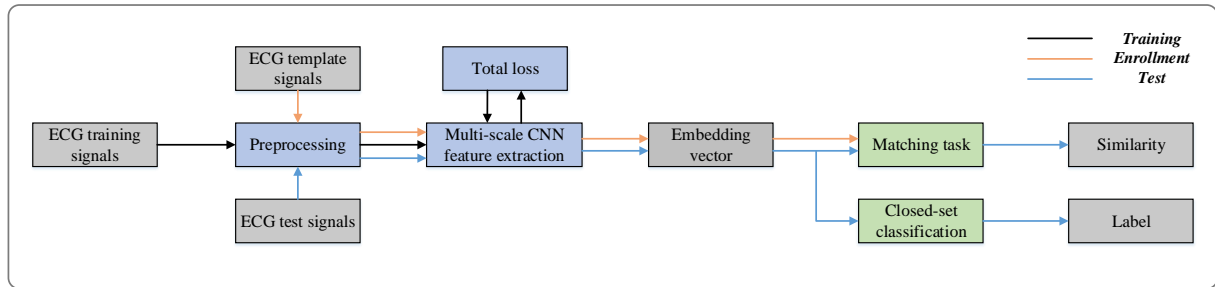 ECG template
signals
Total loss
Training
Enrollment
Test
ECG training
signals
Preprocessing
Multi-scale CNN
feature extraction
Embedding
vector
Matching task
Similarity
ECG test signals
Closed-set
classification
Label